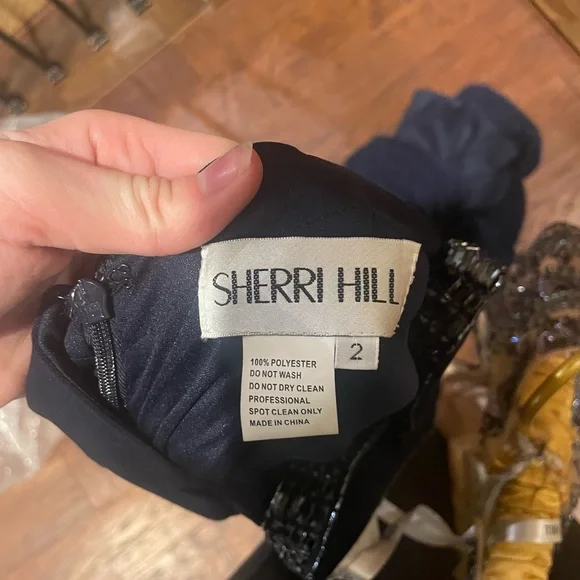 SHERRI HILL
2
100% POLYESTER
DO NOT WASH
DO NOT DRY CLEAN
PROFESSIONAL
SPOT CLEAN ONLY
MADE IN CHINA